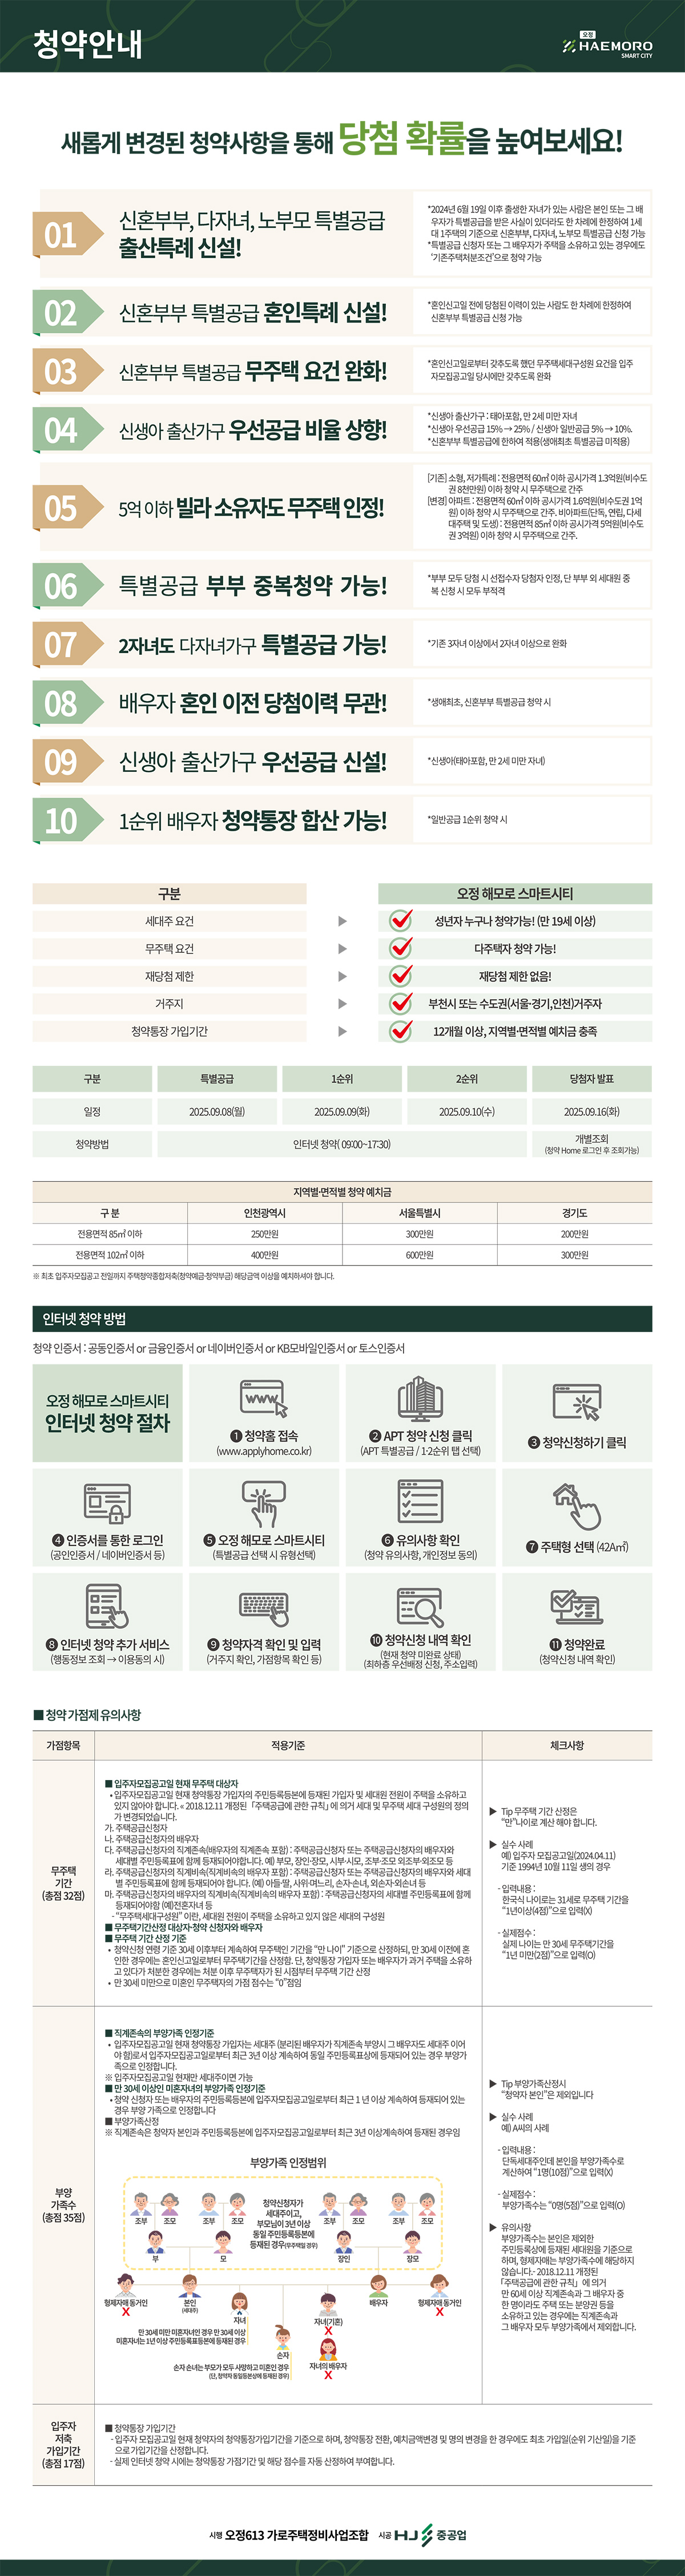 청약안내
오정
HAEMORO
SMART CITY
새롭게 변경된 청약사항을 통해 당첨 확률을 높여보세요!
01
신혼부부, 다자녀, 노부모 특별공급
출산특례 신설!
*2024년 6월 19일 이후 출생한 자녀가 있는 사람은 본인 또는 그 배
우자가 특별공급을 받은 사실이 있더라도 한 차례에 한정하여 1세
대 1주택의 기준으로 신혼부부, 다자녀, 노부모 특별공급 신청 가능
*특별공급 신청자 또는 그 배우자가 주택을 소유하고 있는 경우에도
‘기존주택처분조건’으로 청약 가능
02
신혼부부 특별공급 혼인특례 신설!
*혼인신고일 전에 당첨된 이력이 있는 사람도 한 차례에 한정하여
신혼부부 특별공급 신청 가능
03
신혼부부 특별공급 무주택 요건 완화!
*혼인신고일로부터 갖추도록 했던 무주택세대구성원 요건을 입주
자모집공고일 당시에만 갖추도록 완화
04
신생아 출산가구 우선공급 비율 상향!
*신생아 출산가구 : 태아포함, 만 2세 미만 자녀
*신생아 우선공급 15% → 25% / 신생아 일반공급 5% → 10%.
*신혼부부 특별공급에 한하여 적용(생애최초 특별공급 미적용)
05
5억 이하 빌라 소유자도 무주택 인정!
[기존] 소형, 저가특례 : 전용면적 60㎡ 이하 공시가격 1.3억원(비수도
권 8천만원) 이하 청약 시 무주택으로 간주
[변경] 아파트 : 전용면적 60㎡ 이하 공시가격 1.6억원(비수도권 1억
원) 이하 청약 시 무주택으로 간주. 비아파트(단독, 연립, 다세
대주택 및 도생) : 전용면적 85㎡ 이하 공시가격 5억원(비수도
권 3억원) 이하 청약 시 무주택으로 간주.
06
특별공급 부부 중복청약 가능!
*부부 모두 당첨 시 선접수자 당첨자 인정, 단 부부 외 세대원 중
복 신청 시 모두 부적격
07
2자녀도 다자녀가구 특별공급 가능!
*기존 3자녀 이상에서 2자녀 이상으로 완화
08
배우자 혼인 이전 당첨이력 무관!
*생애최초, 신혼부부 특별공급 청약 시
09
신생아 출산가구 우선공급 신설!
*신생아(태아포함, 만 2세 미만 자녀)
10
1순위 배우자 청약통장 합산 가능!
*일반공급 1순위 청약 시
구분 오정 해모로 스마트시티
세대주 요건 ▶ 성년자 누구나 청약가능! (만 19세 이상)
무주택 요건 ▶ 다주택자 청약 가능!
재당첨 제한 ▶ 재당첨 제한 없음!
거주지 ▶ 부천시 또는 수도권(서울·경기,인천)거주자
청약통장 가입기간 ▶ 12개월 이상, 지역별·면적별 예치금 충족
구분 특별공급 1순위 2순위 당첨자 발표
일정 2025.09.08(월) 2025.09.09(화) 2025.09.10(수) 2025.09.16(화)
청약방법 인터넷 청약( 09:00~17:30) 개별조회
(청약 Home 로그인 후 조회가능)
지역별·면적별 청약 예치금
구 분 인천광역시 서울특별시 경기도
전용면적 85㎡ 이하 250만원 300만원 200만원
전용면적 102㎡ 이하 400만원 600만원 300만원
※ 최초 입주자모집공고 전일까지 주택청약종합저축(청약예금·청약부금) 해당금액 이상을 예치하셔야 합니다.
인터넷 청약 방법
청약 인증서 : 공동인증서 or 금융인증서 or 네이버인증서 or KB모바일인증서 or 토스인증서
오정 해모로 스마트시티
인터넷 청약 절차
WWW
❶ 청약홈 접속
(www.applyhome.co.kr)
❷ APT 청약 신청 클릭
(APT 특별공급 / 1·2순위 탭 선택)
❸ 청약신청하기 클릭
❹ 인증서를 통한 로그인
(공인인증서 / 네이버인증서 등)
❺ 오정 해모로 스마트시티
(특별공급 선택 시 유형선택)
❻ 유의사항 확인
(청약 유의사항, 개인정보 동의)
❼ 주택형 선택 (42A㎡)
❽ 인터넷 청약 추가 서비스
(행동정보 조회 → 이용동의 시)
❾ 청약자격 확인 및 입력
(거주지 확인, 가점항목 확인 등)
❿ 청약신청 내역 확인
(현재 청약 미완료 상태)
(최하층 우선배정 신청, 주소입력)
⓫ 청약완료
(청약신청 내역 확인)
■ 청약 가점제 유의사항
가점항목 적용기준 체크사항
무주택
기간
(총점 32점)
■ 입주자모집공고일 현재 무주택 대상자
• 입주자모집공고일 현재 청약통장 가입자의 주민등록등본에 등재된 가입자 및 세대원 전원이 주택을 소유하고
있지 않아야 합니다. « 2018.12.11 개정된 「주택공급에 관한 규칙」에 의거 세대 및 무주택 세대 구성원의 정의
가 변경되었습니다.
가. 주택공급신청자
나. 주택공급신청자의 배우자
다. 주택공급신청자의 직계존속(배우자의 직계존속 포함) : 주택공급신청자 또는 주택공급신청자의 배우자와
세대별 주민등록표에 함께 등재되어야합니다. 예) 부모, 장인·장모, 시부·시모, 조부·조모 외조부·외조모 등
라. 주택공급신청자의 직계비속(직계비속의 배우자 포함) : 주택공급신청자 또는 주택공급신청자의 배우자와 세대
별 주민등록표에 함께 등재되어야 합니다. (예) 아들·딸, 사위·며느리, 손자·손녀, 외손자·외손녀 등
마. 주택공급신청자의 배우자의 직계비속(직계비속의 배우자 포함) : 주택공급신청자의 세대별 주민등록표에 함께
등재되어야함 (예)전혼자녀 등
- “무주택세대구성원” 이란, 세대원 전원이 주택을 소유하고 있지 않은 세대의 구성원
■ 무주택기간산정 대상자-청약 신청자와 배우자
■ 무주택 기간 산정 기준
• 청약신청 연령 기준 30세 이후부터 계속하여 무주택인 기간을 “만 나이” 기준으로 산정하되, 만 30세 이전에 혼
인한 경우에는 혼인신고일로부터 무주택기간을 산정함. 단, 청약통장 가입자 또는 배우자가 과거 주택을 소유하
고 있다가 처분한 경우에는 처분 이후 무주택자가 된 시점부터 무주택 기간 산정
• 만 30세 미만으로 미혼인 무주택자의 가점 점수는 “0”점임
▶ Tip 무주택 기간 산정은
“만”나이로 계산 해야 합니다.
▶ 실수 사례
예) 입주자 모집공고일(2024.04.11)
기준 1994년 10월 11일 생의 경우
- 입력내용 :
한국식 나이로는 31세로 무주택 기간을
“1년이상(4점)”으로 입력(X)
- 실제점수 :
실제 나이는 만 30세 무주택기간을
“1년 미만(2점)”으로 입력(O)
부양
가족수
(총점 35점)
■ 직계존속의 부양가족 인정기준
• 입주자모집공고일 현재 청약통장 가입자는 세대주 (분리된 배우자가 직계존속 부양시 그 배우자도 세대주 이어
야 함)로서 입주자모집공고일로부터 최근 3년 이상 계속하여 동일 주민등록표상에 등재되어 있는 경우 부양가
족으로 인정합니다.
※ 입주자모집공고일 현재만 세대주이면 가능
■ 만 30세 이상인 미혼자녀의 부양가족 인정기준
• 청약 신청자 또는 배우자의 주민등록등본에 입주자모집공고일로부터 최근 1 년 이상 계속하여 등재되어 있는
경우 부양 가족으로 인정합니다
■ 부양가족산정
※ 직계존속은 청약자 본인과 주민등록등본에 입주자모집공고일로부터 최근 3년 이상계속하여 등재된 경우임
부양가족 인정범위
조부 조모 조부 조모
청약신청자가
세대주이고,
부모님이 3년 이상
동일 주민등록등본에
등재된 경우(무주택일 경우)
조부 조모 조부 조모
부 모 장인 장모
형제자매 동거인
X
본인
(세대주)
자녀
자녀(기혼)
X
배우자
형제자매 동거인
X
만 30세 미만 미혼자녀인 경우 만 30세 이상
미혼자녀는 1년 이상 주민등록표등본에 등재된 경우
손자
자녀의 배우자
X
손자 손녀는 부모가 모두 사망하고 미혼인 경우
(단, 청약자 동일등본상에 등재된 경우)
▶ Tip 부양가족산정시
“청약자 본인”은 제외입니다
▶ 실수 사례
예) A씨의 사례
- 입력내용 :
단독세대주인데 본인을 부양가족수로
계산하여 “1명(10점)”으로 입력(X)
- 실제점수 :
부양가족수는 “0명(5점)”으로 입력(O)
▶ 유의사항
부양가족수는 본인은 제외한
주민등록상에 등재된 세대원을 기준으로
하며, 형제자매는 부양가족수에 해당하지
않습니다.- 2018.12.11 개정된
「주택공급에 관한 규칙」에 의거
만 60세 이상 직계존속과 그 배우자 중
한 명이라도 주택 또는 분양권 등을
소유하고 있는 경우에는 직계존속과
그 배우자 모두 부양가족에서 제외합니다.
입주자
저축
가입기간
(총점 17점)
■ 청약통장 가입기간
- 입주자 모집공고일 현재 청약자의 청약통장가입기간을 기준으로 하며, 청약통장 전환, 예치금액변경 및 명의 변경을 한 경우에도 최초 가입일(순위 기산일)을 기준
으로가입기간을 산정합니다.
- 실제 인터넷 청약 시에는 청약통장 가점기간 및 해당 점수를 자동 산정하여 부여합니다.
시행 오정613 가로주택정비사업조합 시공 HJ 중공업